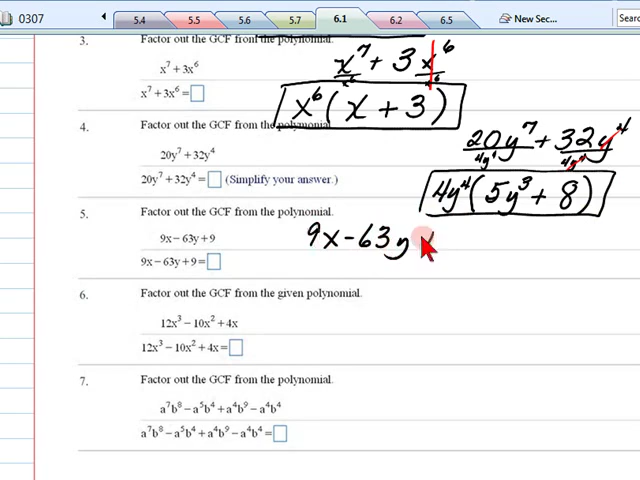 0307
5.4 5.5 5.6 5.7 6.1 6.2 6.5 New Sec... Searc
3. Factor out the GCF from the polynomial.
x⁷ + 3x⁶
x⁷ + 3x⁶ =
x⁷ + 3x⁶
x⁶ x⁶
x⁶(x + 3)
4. Factor out the GCF from the polynomial.
20y⁷ + 32y⁴
20y⁷ + 32y⁴ = (Simplify your answer.)
20y⁷ + 32y⁴
4y⁴ 4y⁴
4y⁴(5y³ + 8)
5. Factor out the GCF from the polynomial.
9x − 63y + 9
9x − 63y + 9 =
9x − 63y
6. Factor out the GCF from the given polynomial.
12x³ − 10x² + 4x
12x³ − 10x² + 4x =
7. Factor out the GCF from the polynomial.
a⁷b⁸ − a⁵b⁴ + a⁴b⁹ − a⁴b⁴
a⁷b⁸ − a⁵b⁴ + a⁴b⁹ − a⁴b⁴ =